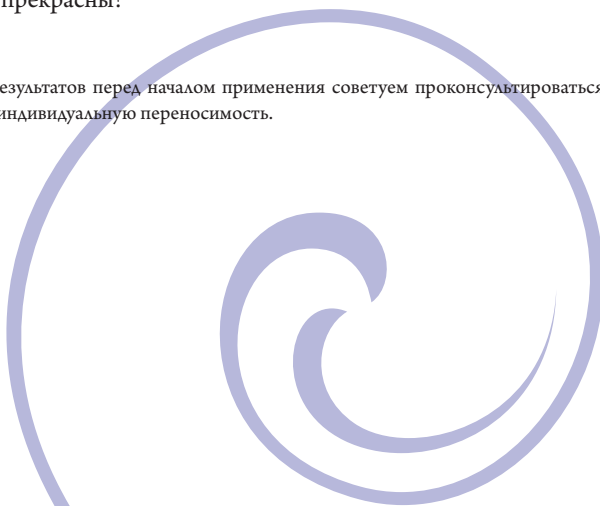 прекрасны!
езультатов перед началом применения советуем проконсультироваться
индивидуальную переносимость.